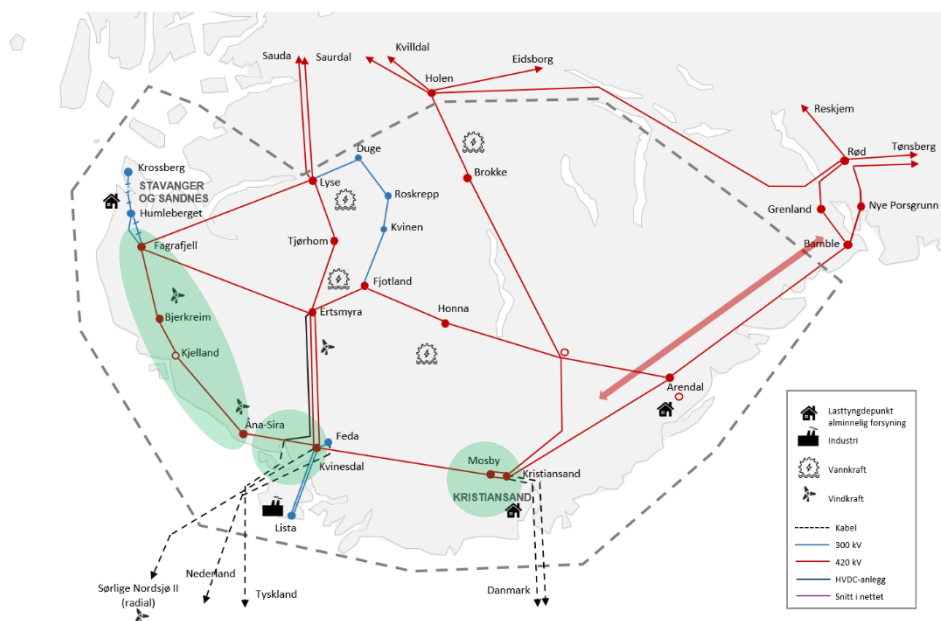 Sauda
Saurdal
Kvilldal
Eidsborg
Holen
Reskjem
Rød
Tønsberg
Duge
Krossberg
STAVANGER
OG SANDNES
Humleberget
Lyse
Roskrepp
Brokke
Grenland
Nye Porsgrunn
Fagrafjell
Tjørhom
Kvinen
Bamble
Fjotland
Bjerkreim
Ertsmyra
Honna
Kjelland
Arendal
Åna-Sira
Feda
Kvinesdal
Mosby
Kristiansand
KRISTIANSAND
Lista
Sørlige Nordsjø II
(radial)
Nederland
Tyskland
Danmark
Lasttyngdepunkt
alminnelig forsyning
Industri
Vannkraft
Vindkraft
Kabel
300 kV
420 kV
HVDC-anlegg
Snitt i nettet